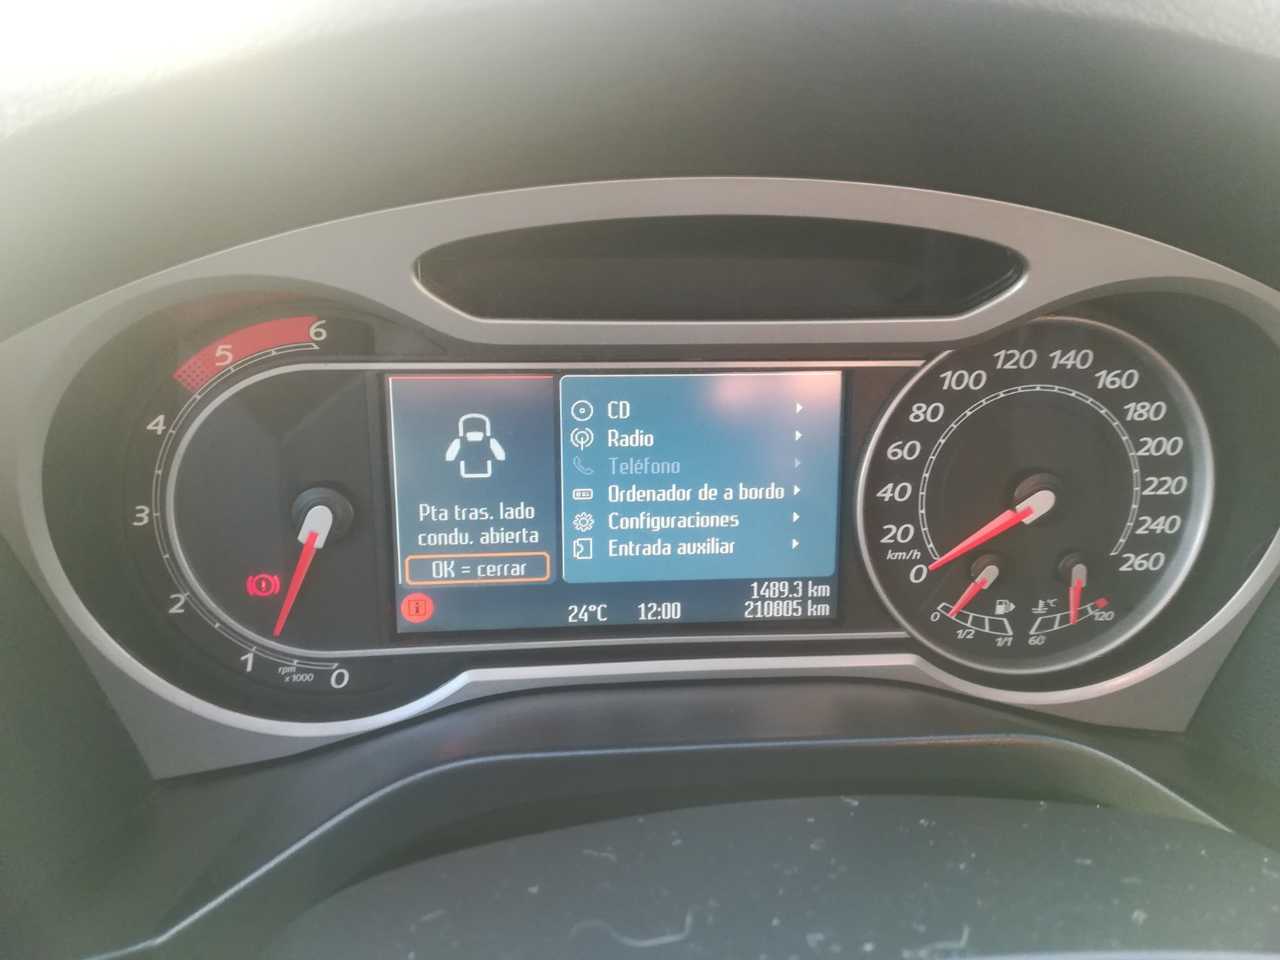 6
5
4
3
2
1
0
rpm
x 1000
Pta tras. lado
condu. abierta
OK = cerrar
CD
Radio
Teléfono
Ordenador de a bordo
Configuraciones
Entrada auxiliar
1489.3 km
24°C 12:00 210805 km
0
20
40
60
80
100
120
140
160
180
200
220
240
260
km/h
0
1/2
1/1
°C
60
120